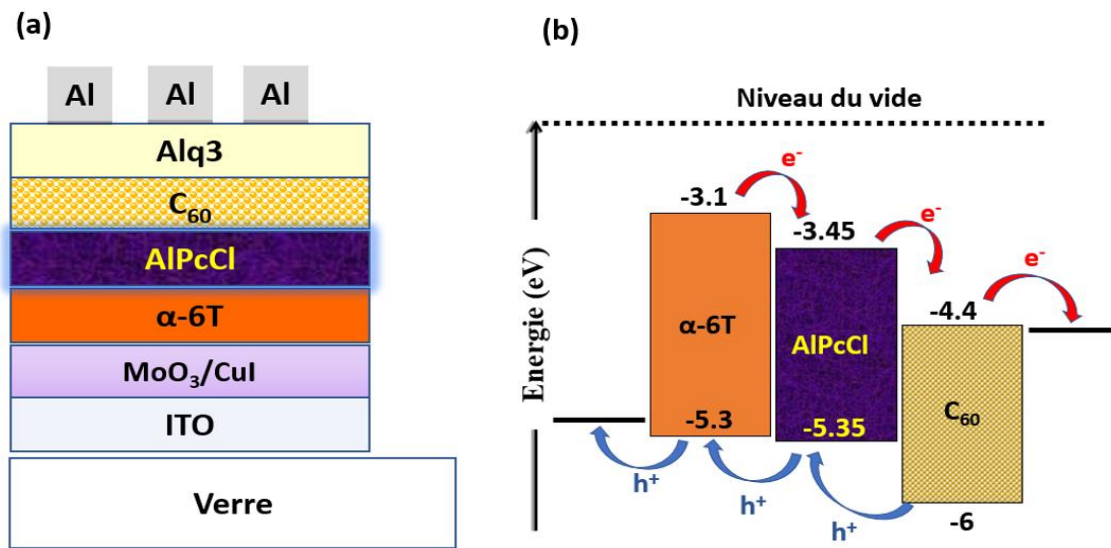 (a)
Al Al Al
Alq3
C₆₀
AlPcCl
α-6T
MoO₃/CuI
ITO
Verre
(b)
Niveau du vide
Energie (eV)
e⁻
-3.1
e⁻
-3.45
e⁻
-4.4
α-6T
AlPcCl
C₆₀
-5.3
-5.35
-6
h⁺
h⁺
h⁺